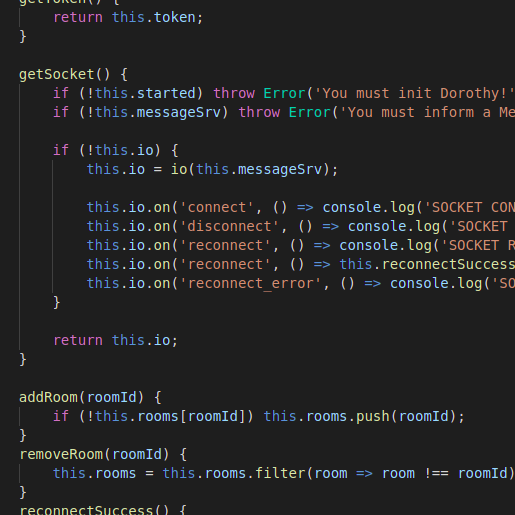 getToken() {
return this.token;
}
getSocket() {
if (!this.started) throw Error('You must init Dorothy!'
if (!this.messageSrv) throw Error('You must inform a Me
if (!this.io) {
this.io = io(this.messageSrv);
this.io.on('connect', () => console.log('SOCKET CON
this.io.on('disconnect', () => console.log('SOCKET
this.io.on('reconnect', () => console.log('SOCKET R
this.io.on('reconnect', () => this.reconnectSuccess
this.io.on('reconnect_error', () => console.log('SO
}
return this.io;
}
addRoom(roomId) {
if (!this.rooms[roomId]) this.rooms.push(roomId);
}
removeRoom(roomId) {
this.rooms = this.rooms.filter(room => room !== roomId)
}
reconnectSuccess() {